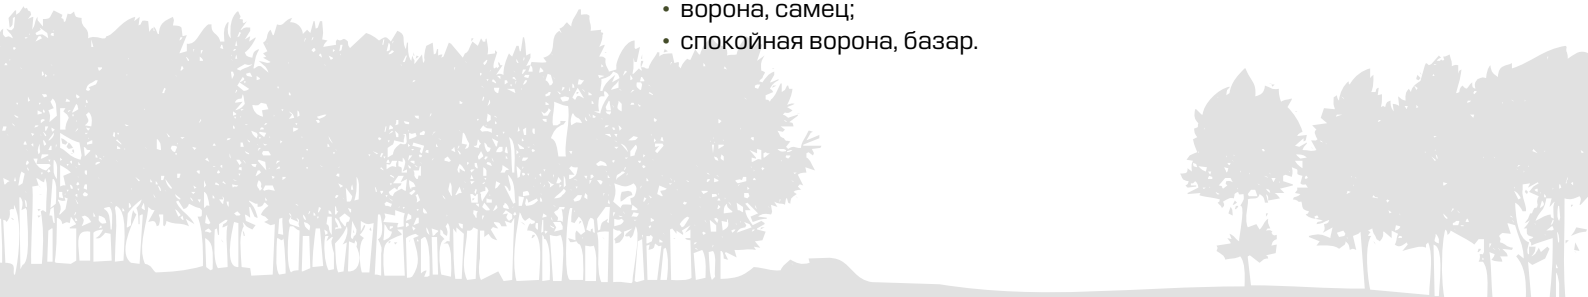 • ворона, самец;
• спокойная ворона, базар.